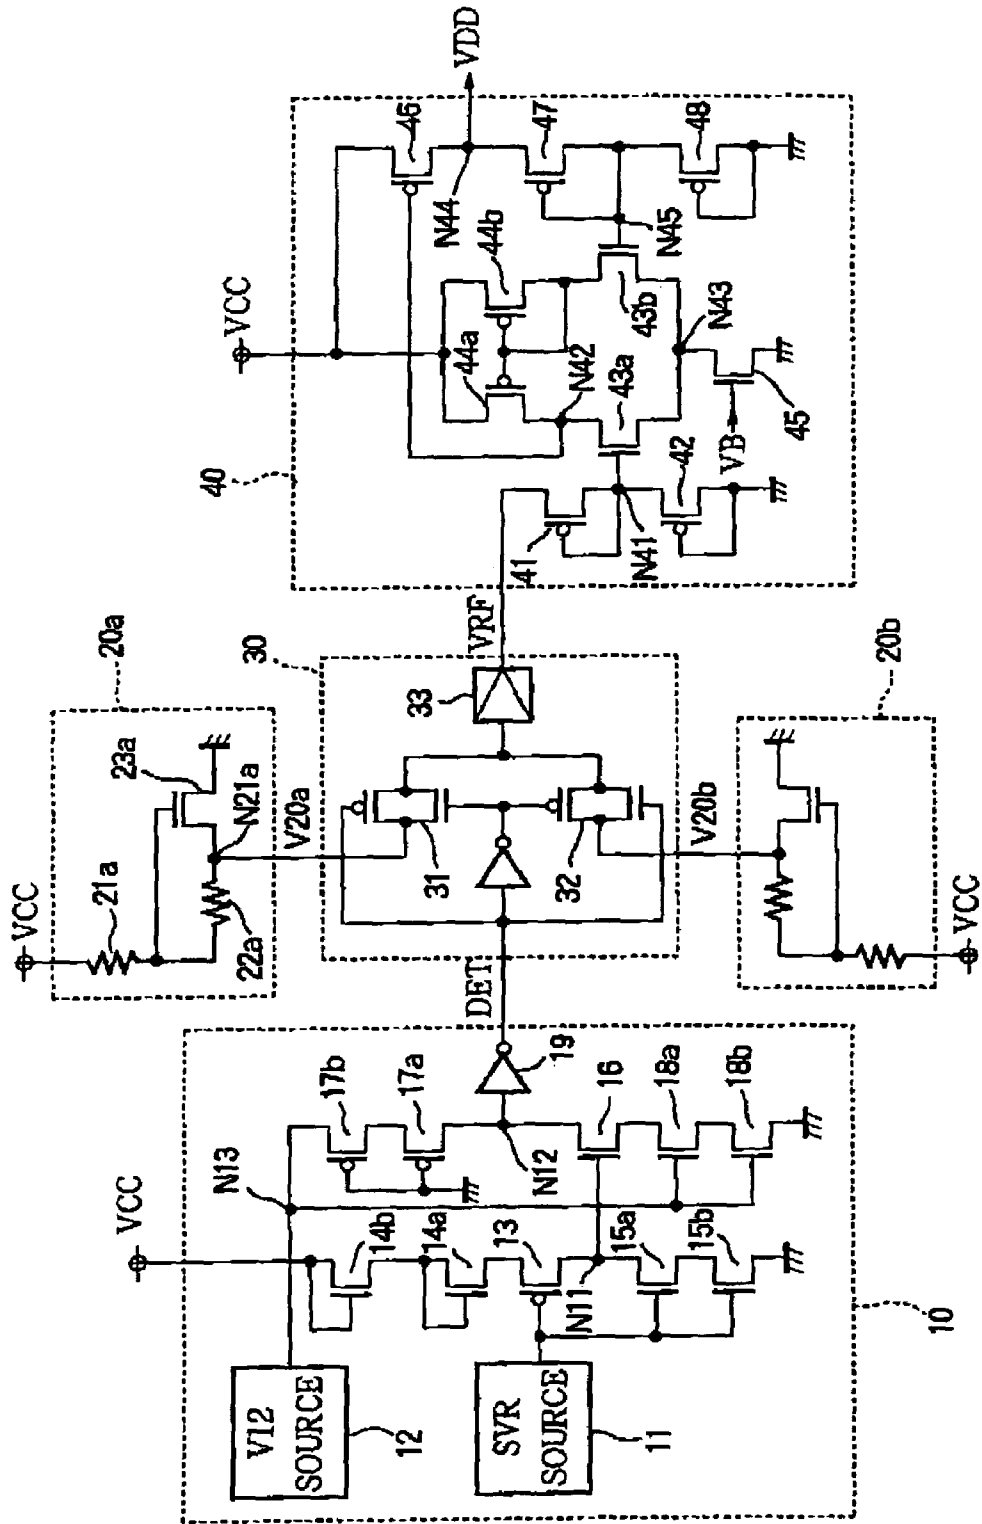 VCC
20a
21a
23a
22a
N21a
V20a
V12
SOURCE
12
N13
VCC
17b
17a
14b
14a
13
SVR
SOURCE
11
N11
N12
16
18a
18b
15a
15b
19
10
DET
30
31
32
33
VRF
V20b
20b
VCC
40
VCC
44a
44b
N44
46
VDD
47
N45
48
N42
43a
43b
N43
41
N41
42
VB
45